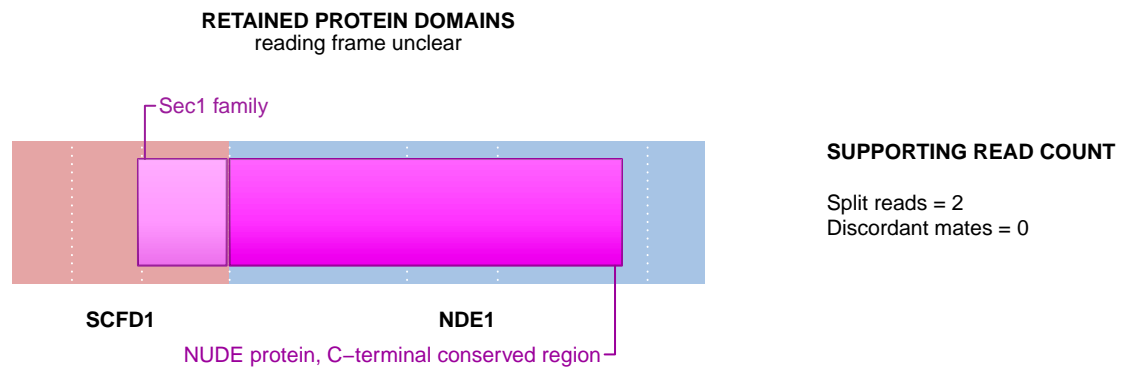 RETAINED PROTEIN DOMAINS
reading frame unclear
Sec1 family
SUPPORTING READ COUNT
Split reads = 2
Discordant mates = 0
SCFD1
NDE1
NUDE protein, C−terminal conserved region